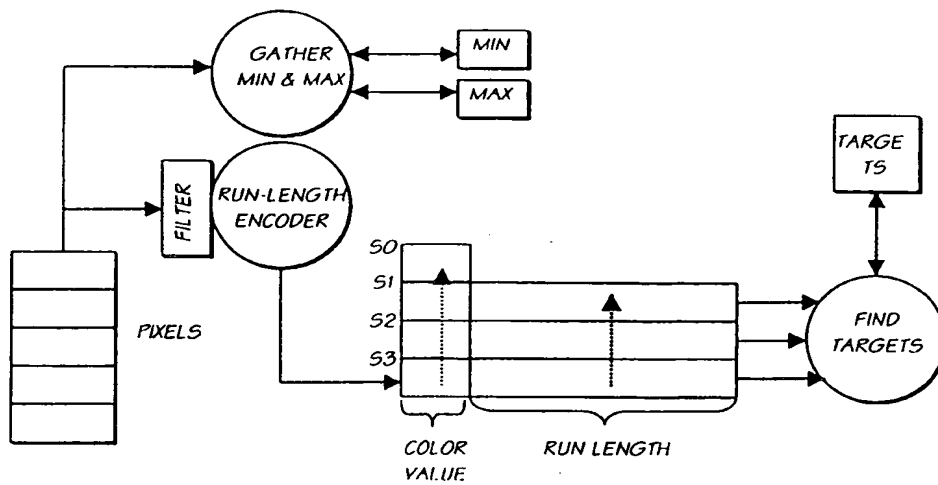 GATHER
MIN & MAX
MIN
MAX
TARGE
TS
FILTER
RUN-LENGTH
ENCODER
S0
S1
S2
S3
PIXELS
FIND
TARGETS
COLOR
VALUE
RUN LENGTH